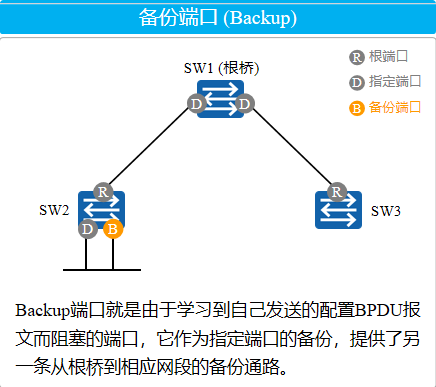 备份端口 (Backup)
SW1 (根桥)
R 根端口
D 指定端口
B 备份端口
D D
R R
SW2 SW3
D B
Backup端口就是由于学习到自己发送的配置BPDU报
文而阻塞的端口，它作为指定端口的备份，提供了另
一条从根桥到相应网段的备份通路。